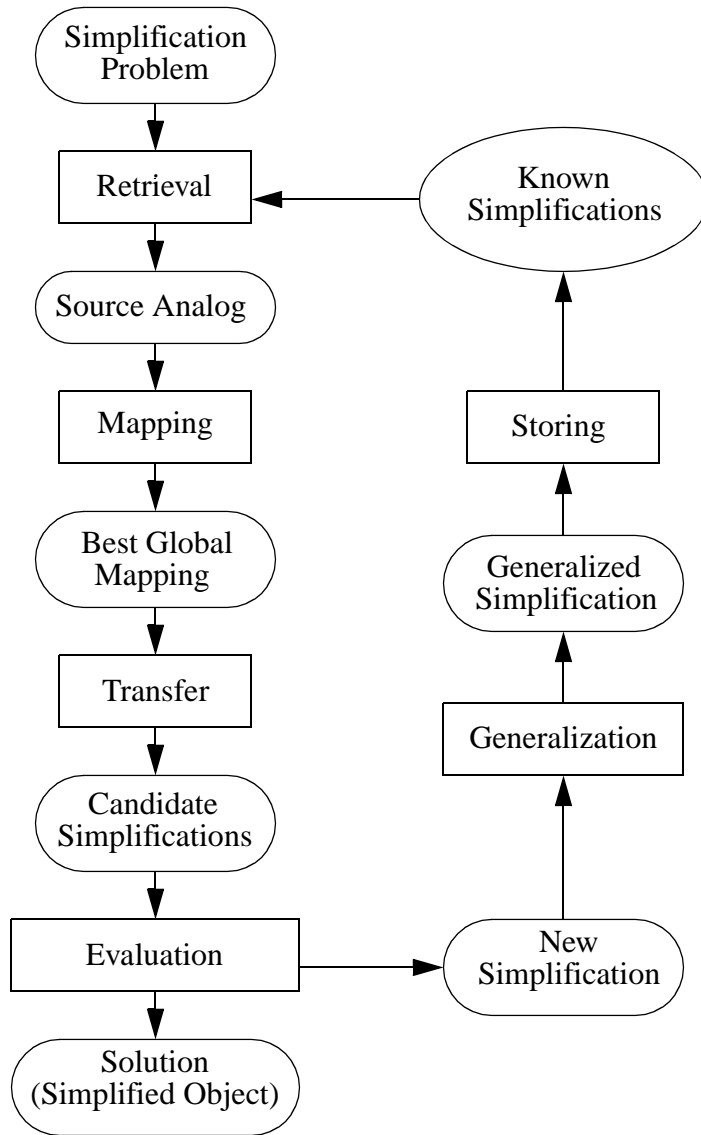 Simplification
Problem
Retrieval
Known
Simplifications
Source Analog
Mapping
Storing
Best Global
Mapping
Generalized
Simplification
Transfer
Generalization
Candidate
Simplifications
Evaluation
New
Simplification
Solution
(Simplified Object)